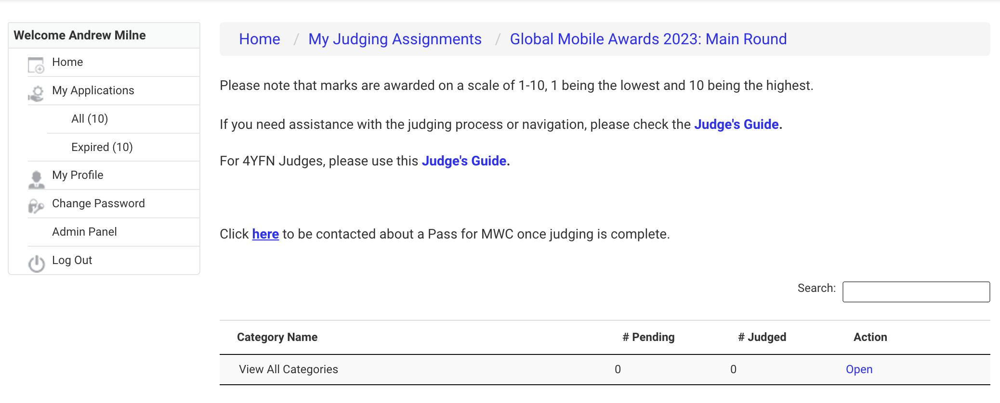 Welcome Andrew Milne
Home
My Applications
All (10)
Expired (10)
My Profile
Change Password
Admin Panel
Log Out
Home / My Judging Assignments / Global Mobile Awards 2023: Main Round
Please note that marks are awarded on a scale of 1-10, 1 being the lowest and 10 being the highest.
If you need assistance with the judging process or navigation, please check the Judge's Guide.
For 4YFN Judges, please use this Judge's Guide.
Click here to be contacted about a Pass for MWC once judging is complete.
Search:
Category Name # Pending # Judged Action
View All Categories 0 0 Open